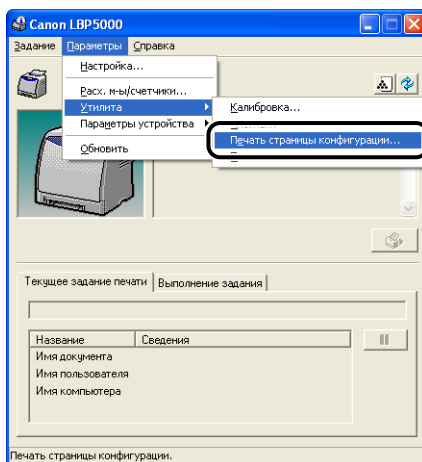 Canon LBP5000
Задание Параметры Справка
Настройка...
Расх. м-ы/счетчики...
Утилита
Параметры устройства
Обновить
Калибровка...
Печать страницы конфигурации...
Текущее задание печати Выполнение задания
Название Сведения
Имя документа
Имя пользователя
Имя компьютера
Печать страницы конфигурации.